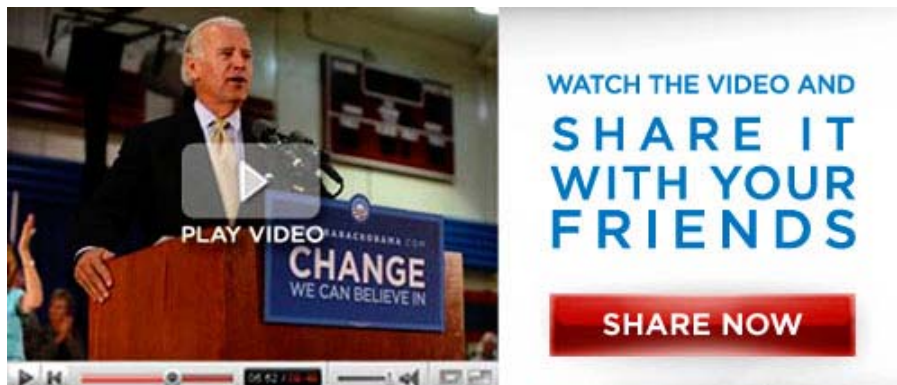 PLAY VIDEO
BARACKOBAMA.COM
CHANGE
WE CAN BELIEVE IN
WATCH THE VIDEO AND
SHARE IT
WITH YOUR
FRIENDS
SHARE NOW